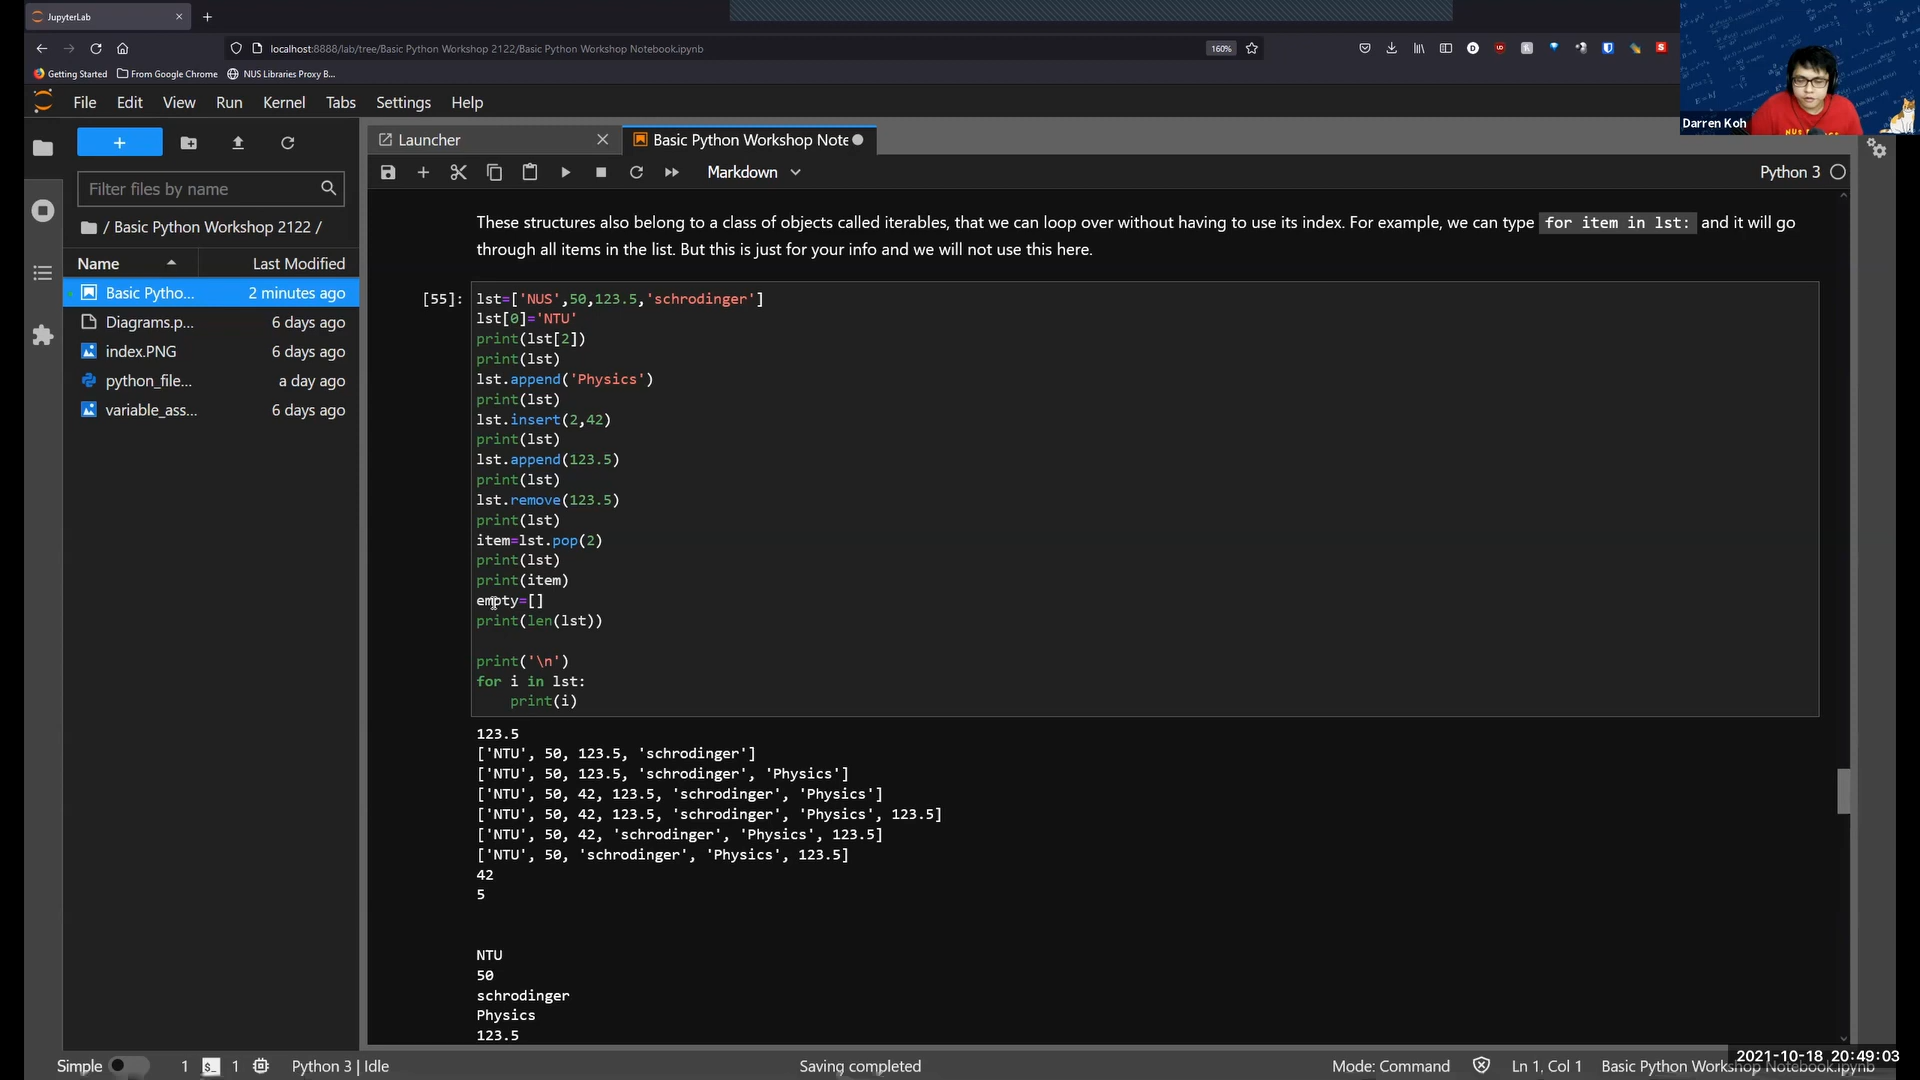 JupyterLab
localhost:8888/lab/tree/Basic Python Workshop 2122/Basic Python Workshop Notebook.ipynb
160%
Getting Started
From Google Chrome
NUS Libraries Proxy B...
Darren Koh
File Edit View Run Kernel Tabs Settings Help
Launcher
Basic Python Workshop Note
Filter files by name
Markdown
Python 3
/ Basic Python Workshop 2122 /
Name Last Modified
Basic Pytho... 2 minutes ago
Diagrams.p... 6 days ago
index.PNG 6 days ago
python_file... a day ago
variable_ass... 6 days ago
These structures also belong to a class of objects called iterables, that we can loop over without having to use its index. For example, we can type for item in lst: and it will go
through all items in the list. But this is just for your info and we will not use this here.
[55]:
lst=['NUS',50,123.5,'schrodinger']
lst[0]='NTU'
print(lst[2])
print(lst)
lst.append('Physics')
print(lst)
lst.insert(2,42)
print(lst)
lst.append(123.5)
print(lst)
lst.remove(123.5)
print(lst)
item=lst.pop(2)
print(lst)
print(item)
empty=[]
print(len(lst))
print('\n')
for i in lst:
    print(i)
123.5
['NTU', 50, 123.5, 'schrodinger']
['NTU', 50, 123.5, 'schrodinger', 'Physics']
['NTU', 50, 42, 123.5, 'schrodinger', 'Physics']
['NTU', 50, 42, 123.5, 'schrodinger', 'Physics', 123.5]
['NTU', 50, 42, 'schrodinger', 'Physics', 123.5]
['NTU', 50, 'schrodinger', 'Physics', 123.5]
42
5
NTU
50
schrodinger
Physics
123.5
2021-10-18 20:49:03
Simple 1 1 Python 3 | Idle Saving completed Mode: Command Ln 1, Col 1 Basic Python Workshop Notebook.ipynb